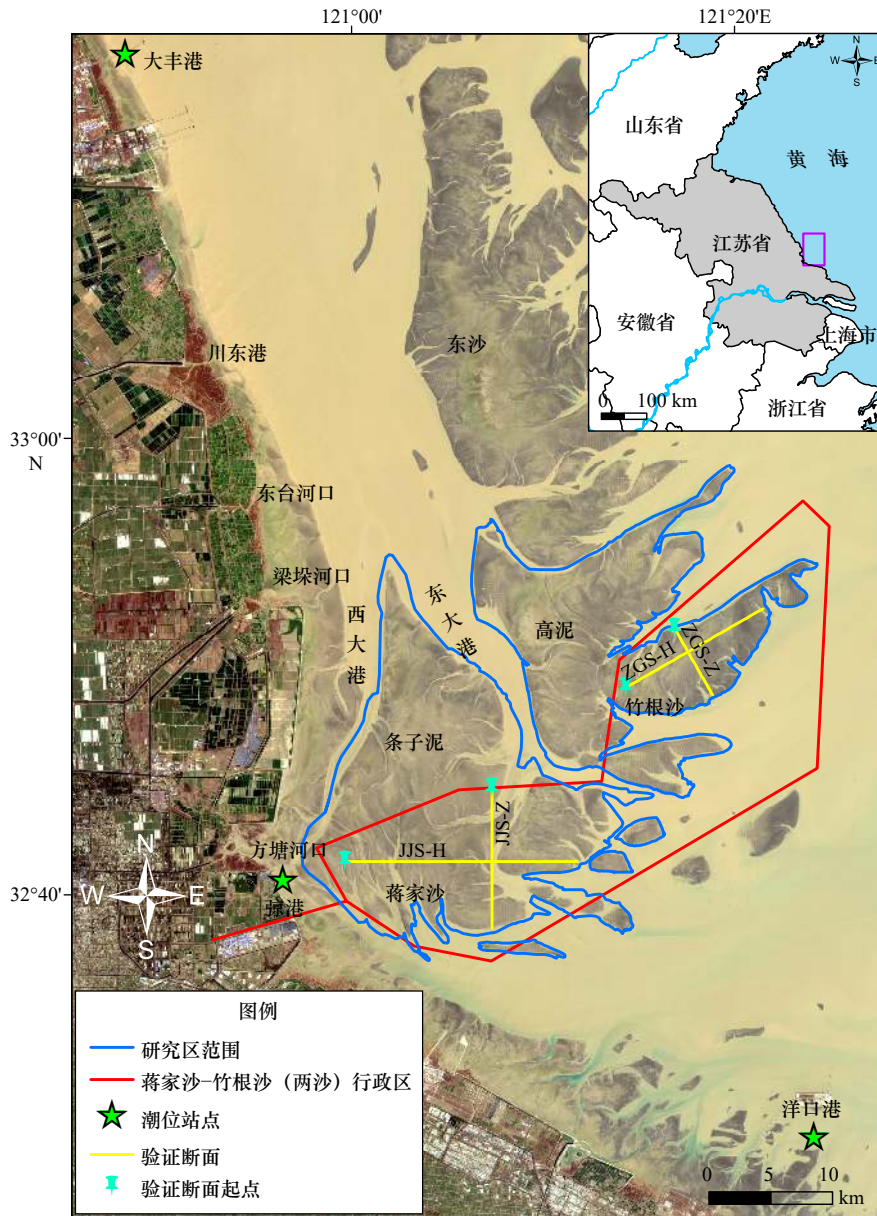 121°00′
121°20′E
大丰港
N
W
E
S
山东省
黄 海
江苏省
安徽省
上海市
浙江省
0 100 km
川东港
东沙
33°00′
N
东台河口
梁垛河口
西大港
东大港
高泥
ZGS-H
ZGS-Z
竹根沙
条子泥
JJS-Z
JJS-H
方塘河口
蒋家沙
32°40′
弶港
N
W
E
S
图例
研究区范围
蒋家沙−竹根沙（两沙）行政区
潮位站点
验证断面
验证断面起点
洋口港
0 5 10
km